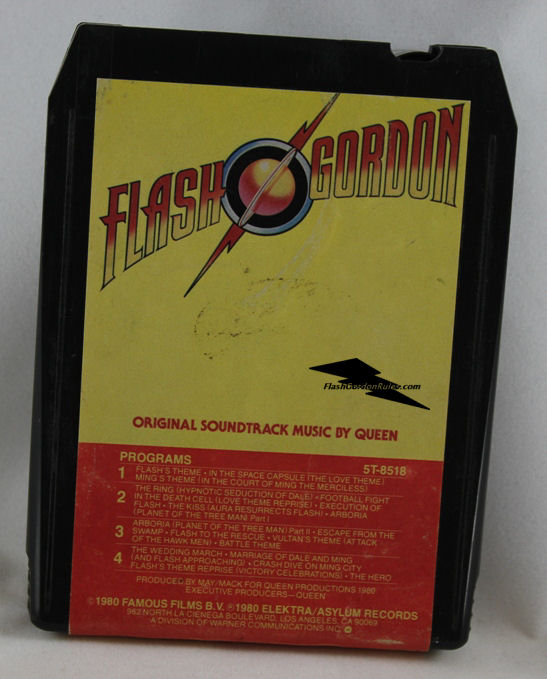 FLASH GORDON
FlashGordonRules.com
ORIGINAL SOUNDTRACK MUSIC BY QUEEN
PROGRAMS 5T-8518
1 FLASH'S THEME • IN THE SPACE CAPSULE (THE LOVE THEME)
MING'S THEME (IN THE COURT OF MING THE MERCILESS)
2 THE RING (HYPNOTIC SEDUCTION OF DALE) • FOOTBALL FIGHT
IN THE DEATH CELL (LOVE THEME REPRISE) • EXECUTION OF
FLASH • THE KISS (AURA RESURRECTS FLASH) • ARBORIA
(PLANET OF THE TREE MAN) Part I
3 ARBORIA (PLANET OF THE TREE MAN) Part II • ESCAPE FROM THE
SWAMP • FLASH TO THE RESCUE • VULTAN'S THEME (ATTACK
OF THE HAWK MEN) • BATTLE THEME
4 THE WEDDING MARCH • MARRIAGE OF DALE AND MING
(AND FLASH APPROACHING) • CRASH DIVE ON MING CITY
FLASH'S THEME REPRISE (VICTORY CELEBRATIONS) • THE HERO
PRODUCED BY MAY/MACK FOR QUEEN PRODUCTIONS 1980
EXECUTIVE PRODUCERS—QUEEN
©1980 FAMOUS FILMS B.V. ℗1980 ELEKTRA/ASYLUM RECORDS
962 NORTH LA CIENEGA BOULEVARD, LOS ANGELES, CA 90069
A DIVISION OF WARNER COMMUNICATIONS INC.